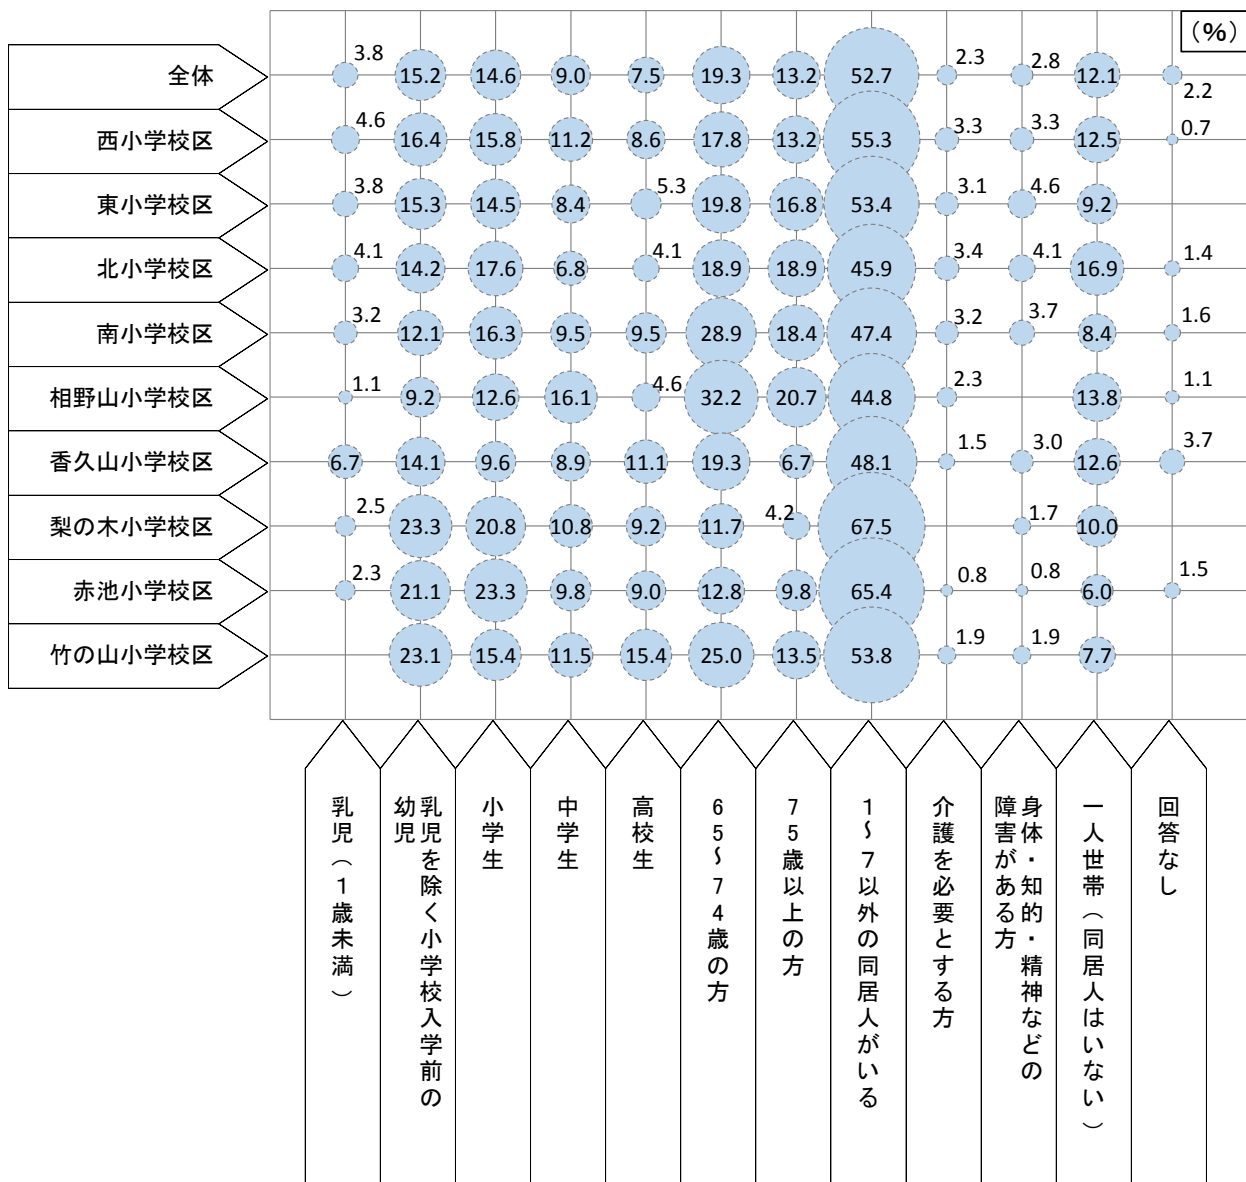 （％）
全体 3.8 15.2 14.6 9.0 7.5 19.3 13.2 52.7 2.3 2.8 12.1 2.2
西小学校区 4.6 16.4 15.8 11.2 8.6 17.8 13.2 55.3 3.3 3.3 12.5 0.7
東小学校区 3.8 15.3 14.5 8.4 5.3 19.8 16.8 53.4 3.1 4.6 9.2
北小学校区 4.1 14.2 17.6 6.8 4.1 18.9 18.9 45.9 3.4 4.1 16.9 1.4
南小学校区 3.2 12.1 16.3 9.5 9.5 28.9 18.4 47.4 3.2 3.7 8.4 1.6
相野山小学校区 1.1 9.2 12.6 16.1 4.6 32.2 20.7 44.8 2.3 13.8 1.1
香久山小学校区 6.7 14.1 9.6 8.9 11.1 19.3 6.7 48.1 1.5 3.0 12.6 3.7
梨の木小学校区 2.5 23.3 20.8 10.8 9.2 11.7 4.2 67.5 1.7 10.0
赤池小学校区 2.3 21.1 23.3 9.8 9.0 12.8 9.8 65.4 0.8 0.8 6.0 1.5
竹の山小学校区 23.1 15.4 11.5 15.4 25.0 13.5 53.8 1.9 1.9 7.7
乳児（１歳未満）
乳児を除く小学校入学前の
幼児
小学生
中学生
高校生
６５～７４歳の方
７５歳以上の方
１～７以外の同居人がいる
介護を必要とする方
身体・知的・精神などの
障害がある方
一人世帯（同居人はいない）
回答なし